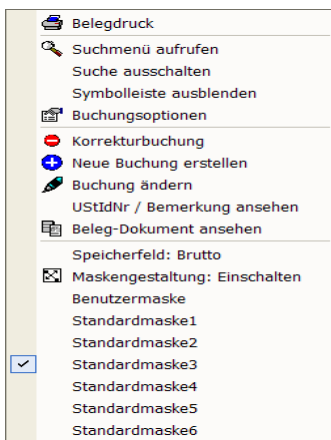 Belegdruck
Suchmenü aufrufen
Suche ausschalten
Symbolleiste ausblenden
Buchungsoptionen
Korrekturbuchung
Neue Buchung erstellen
Buchung ändern
UStIdNr / Bemerkung ansehen
Beleg-Dokument ansehen
Speicherfeld: Brutto
Maskengestaltung: Einschalten
Benutzermaske
Standardmaske1
Standardmaske2
Standardmaske3
Standardmaske4
Standardmaske5
Standardmaske6